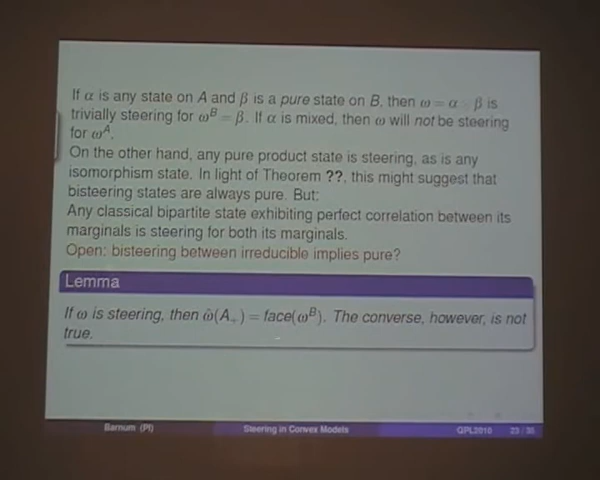 If α is any state on A and β is a pure state on B, then ω = α ⊗ β is
trivially steering for ω^B = β. If α is mixed, then ω will not be steering
for ω^A.
On the other hand, any pure product state is steering, as is any
isomorphism state. In light of Theorem ??, this might suggest that
bisteering states are always pure. But:
Any classical bipartite state exhibiting perfect correlation between its
marginals is steering for both its marginals.
Open: bisteering between irreducible implies pure?
Lemma
If ω is steering, then ω̂(A₊) = face(ω^B). The converse, however, is not
true.
Barnum (PI) Steering in Convex Models QPL2010 23 / 35